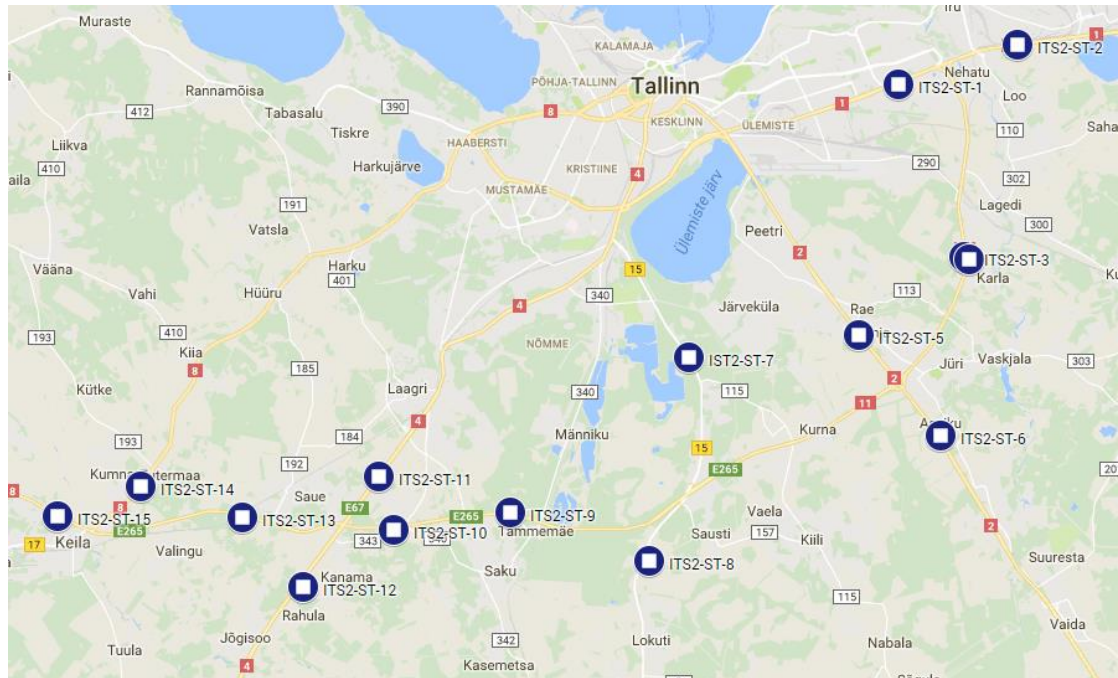 Muraste
Iru
ITS2-ST-2
1
KALAMAJA
Rannamõisa
Tabasalu
390
PÕHJA-TALLINN
Tallinn
Nehatu
ITS2-ST-1
Loo
412
8
KESKLINN
ÜLEMISTE
1
110
Saha
Liikva
Tiskre
HAABERSTI
410
Harkujärve
KRISTIINE
4
290
302
MUSTAMÄE
191
Lagedi
Vatsla
Ülemiste järv
Peetri
300
Vääna
Harku
15
2
ITS2-ST-3
401
Karla
Vahi
Hüüru
340
113
4
Järveküla
Rae
193
410
ITS2-ST-5
Kiia
NÕMME
IST2-ST-7
Jüri
Vaskjala
303
8
185
2
Kütke
Laagri
340
115
11
4
Männiku
Kurna
193
184
15
ITS2-ST-6
192
E265
Kumna
ITS2-ST-11
8
ITS2-ST-14
Saue
E67
2
8
ITS2-ST-15
ITS2-ST-13
E265
ITS2-ST-9
E265
ITS2-ST-10
Tammemäe
Vaela
17
Keila
Valingu
343
Sausti
157
Kiili
Suuresta
Saku
ITS2-ST-8
Kanama
ITS2-ST-12
115
Rahula
Jõgisoo
342
Lokuti
Vaida
Tuula
4
Kasemetsa
Nabala